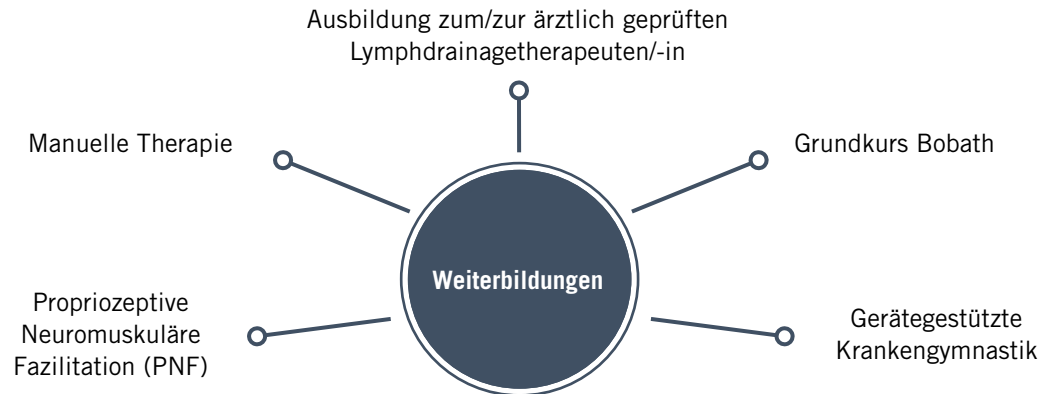 Ausbildung zum/zur ärztlich geprüften
Lymphdrainagetherapeuten/-in
Manuelle Therapie
Grundkurs Bobath
Weiterbildungen
Propriozeptive
Neuromuskuläre
Fazilitation (PNF)
Gerätegestützte
Krankengymnastik